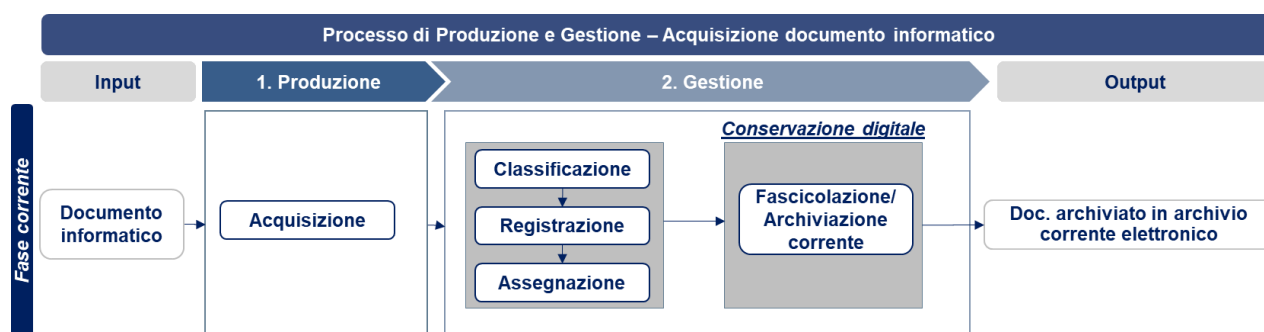 Processo di Produzione e Gestione – Acquisizione documento informatico
Input
1. Produzione
2. Gestione
Output
Fase corrente
Documento
informatico
Acquisizione
Classificazione
Registrazione
Assegnazione
Conservazione digitale
Fascicolazione/
Archiviazione
corrente
Doc. archiviato in archivio
corrente elettronico